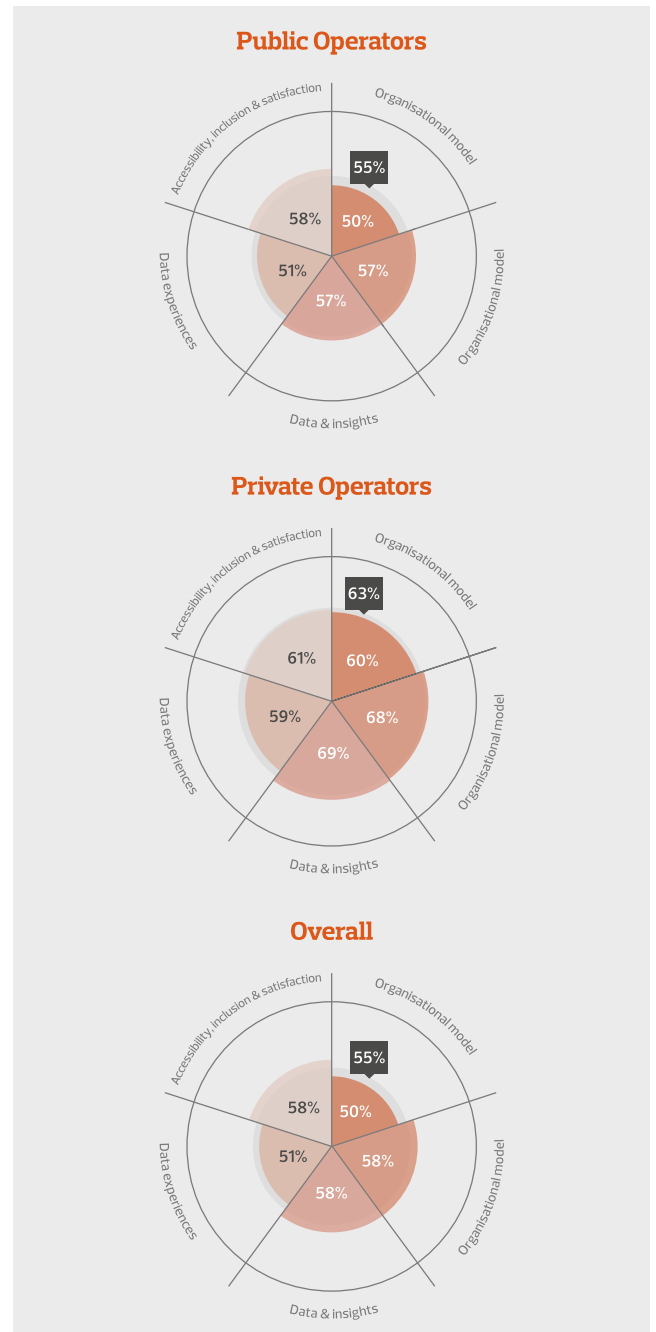 Public Operators
Accessibility, inclusion & satisfaction
Organisational model
55%
58%
50%
51%
57%
57%
Data experiences
Organisational model
Data & insights
Private Operators
Accessibility, inclusion & satisfaction
Organisational model
63%
61%
60%
59%
68%
69%
Data experiences
Organisational model
Data & insights
Overall
Accessibility, inclusion & satisfaction
Organisational model
55%
58%
50%
51%
58%
58%
Data experiences
Organisational model
Data & insights